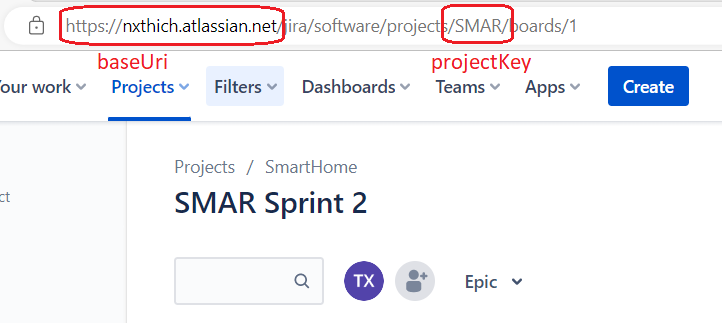 https://nxthich.atlassian.net/jira/software/projects/SMAR/boards/1
baseUri projectKey
Your work Projects Filters Dashboards Teams Apps Create
Projects / SmartHome
ct
SMAR Sprint 2
TX Epic